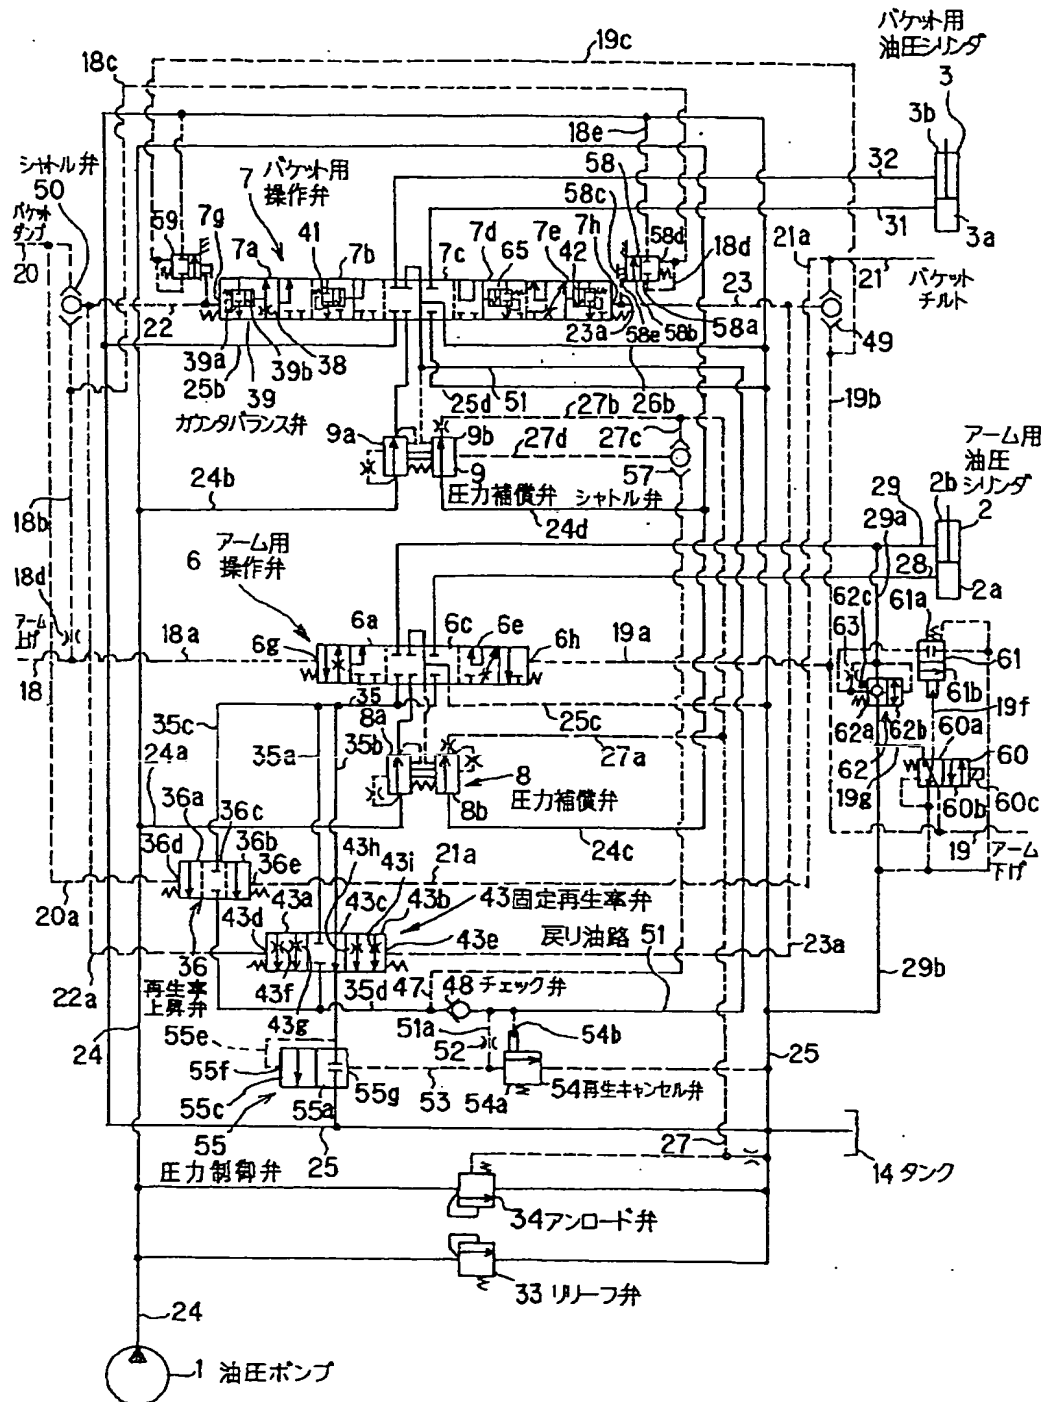 バケット用
油圧シリンダ
19c
18c
3
3b
18e
58
32
シャトル弁
50
7
バケット用
操作弁
58c
31
3a
バケット
ダンプ
59
7g
7a
41
7b
7c
7d
65
7e
42
7h
58d
18d
21a
20
21
バケット
チルト
22
23
23a
58e
58b
58a
49
39a
39b
38
25b
39
カウンタバランス弁
25d
51
26b
27b
27c
19b
9a
9b
27d
57
アーム用
油圧
シリンダ
2b
24b
9
圧力補償弁
シャトル弁
29
29a
2
18b
24d
28
アーム用
操作弁
6
18d
62c
61a
2a
アーム
上げ
63
6a
6c
6e
18a
6g
6h
19a
61
18
61b
35
35c
8a
25c
19f
62a
62b
60a
24a
35a
35b
27a
8
60
36a
36c
8b
圧力補償弁
62
19g
60b
60c
36d
36b
43h
24c
19
36e
43i
21a
アーム
下げ
20a
43a
43c
43b
43d
43 固定再生率弁
43e
戻り油路
51
23a
36
再生率
上昇弁
22a
43f
35d
47
48 チェック弁
29b
43g
51a
54b
55e
52
24
25
55f
55g
53
54a
54 再生キャンセル弁
55c
55a
55
27
圧力制御弁
25
14 タンク
34 アンロード弁
33 リリーフ弁
24
1 油圧ポンプ